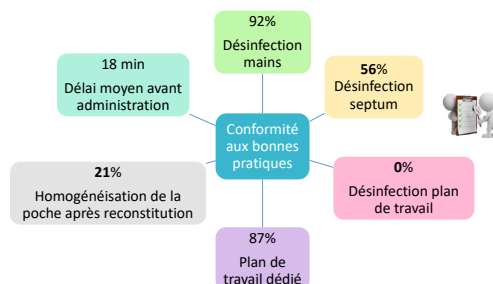 92%
Désinfection
mains
18 min
Délai moyen avant
administration
56%
Désinfection
septum
Conformité
aux bonnes
pratiques
21%
Homogénéisation de la
poche après reconstitution
0%
Désinfection plan
de travail
87%
Plan de
travail dédié